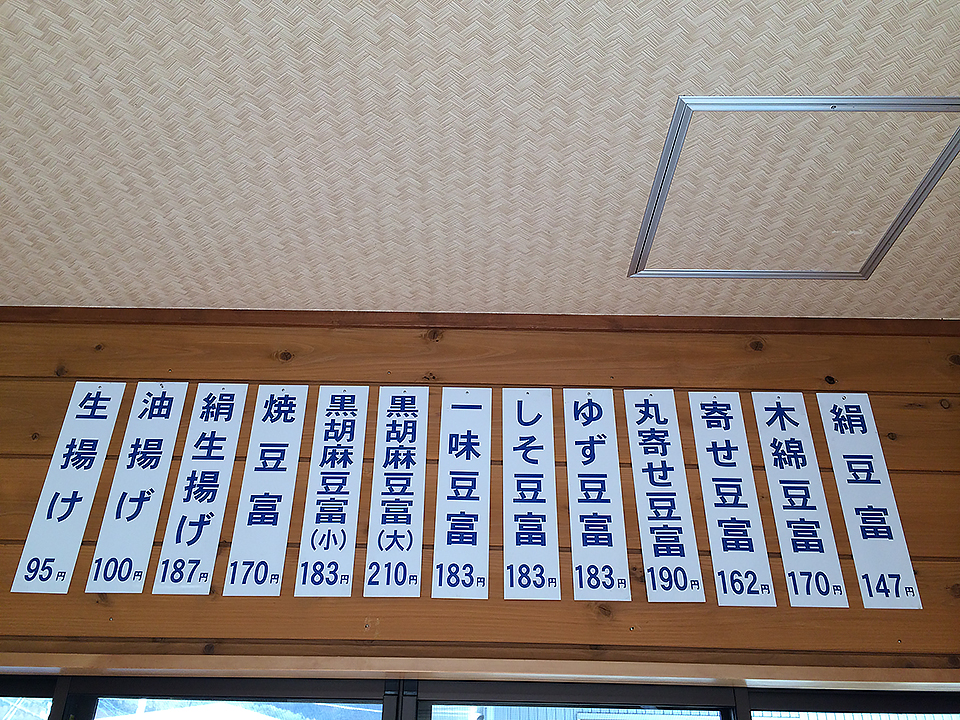 絹豆富
147円
木綿豆富
170円
寄せ豆富
162円
丸寄せ豆富
190円
ゆず豆富
183円
しそ豆富
183円
一味豆富
183円
黒胡麻豆富
(大)
210円
黒胡麻豆富
(小)
183円
焼豆富
170円
絹生揚げ
187円
油揚げ
100円
生揚け
95円